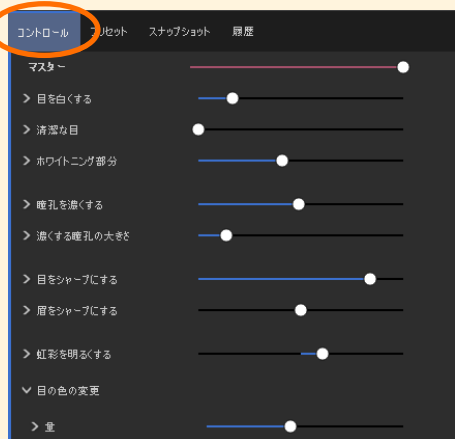 コントロール プリセット スナップショット 履歴
マスター
目を白くする
清潔な目
ホワイトニング部分
瞳孔を濃くする
濃くする瞳孔の大きさ
目をシャープにする
眉をシャープにする
虹彩を明るくする
目の色の変更
量